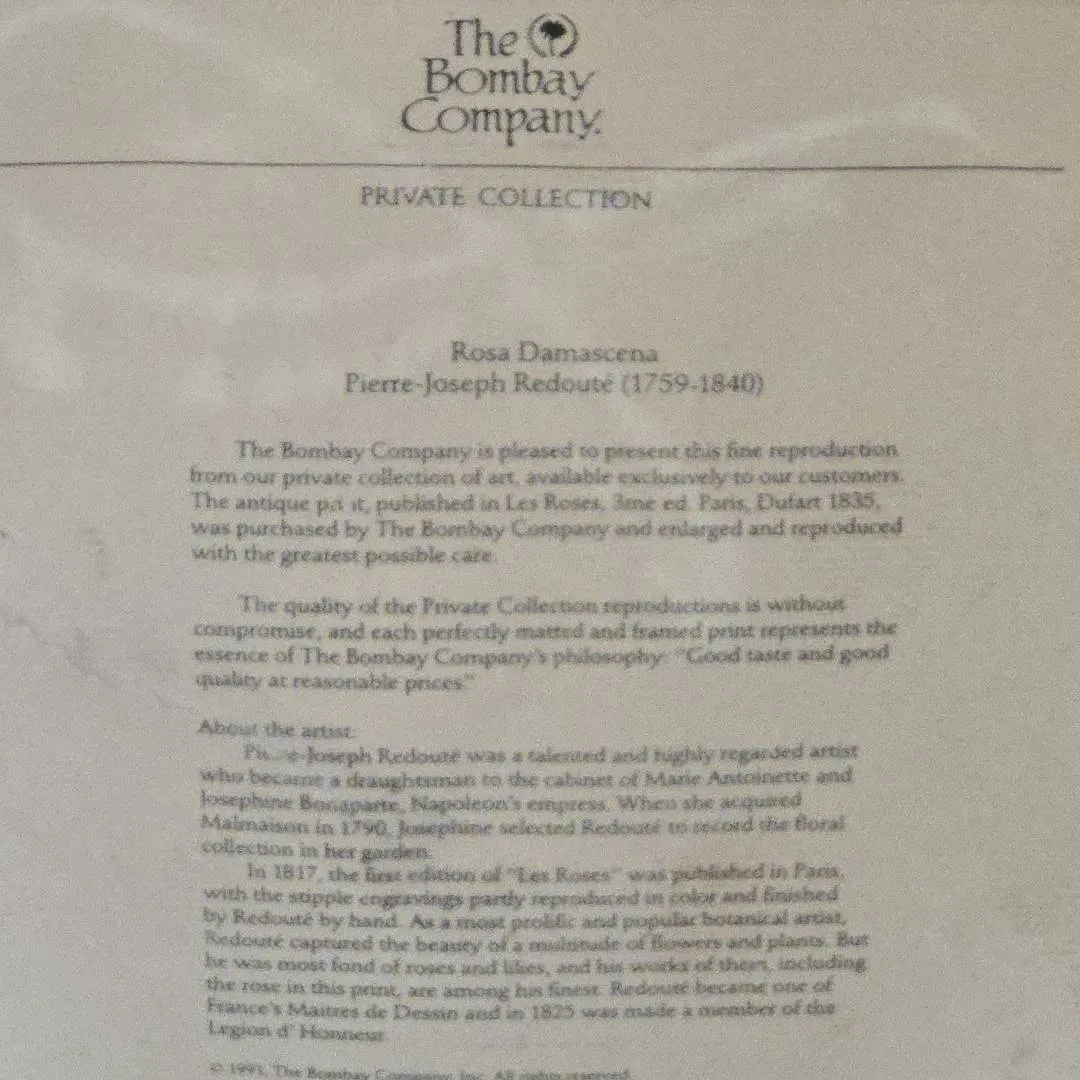 The
Bombay
Company.
PRIVATE COLLECTION
Rosa Damascena
Pierre-Joseph Redouté (1759-1840)
The Bombay Company is pleased to present this fine reproduction
from our private collection of art, available exclusively to our customers.
The antique published in Les Roses, 3me ed. Paris, Dufart 1835,
was purchased by The Bombay Company and enlarged and reproduced
with the greatest possible care.
The quality of the Private Collection reproductions is without
compromise, and each perfectly matted and framed print represents the
essence of The Bombay Company's philosophy: "Good taste and good
quality at reasonable prices."
About the artist:
-Joseph Redouté was a talented and highly regarded artist
who became a draughtsman to the cabinet of Marie Antoinette and
Josephine Bonaparte, Napoleon's empress. When she acquired
Malmaison in 1790, Josephine selected Redouté to record the floral
collection in her garden.
In 1817, the first edition of "Les Roses" was published in Paris,
with the stipple engravings partly reproduced in color and finished
by Redouté by hand. As a most prolific and popular botanical artist,
Redouté captured the beauty of a multitude of flowers and plants. But
he was most fond of roses and lilies, and his works of them, including
the rose in this print, are among his finest. Redouté became one of
France's Maitres de Dessin and in 1825 was made a member of the
Legion d' Honneur.
The Bombay Company, Inc. All rights reserved.